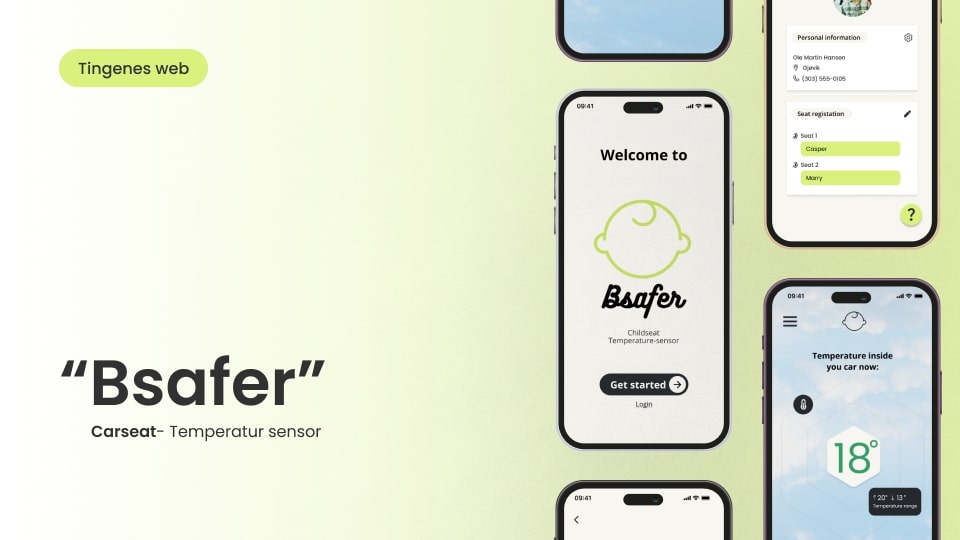 Tingenes web
“Bsafer”
Carseat- Temperatur sensor
09:41
Welcome to
Bsafer
Childseat
Temperature-sensor
Get started
Login
09:41
Personal information
Ole Martin Hansen
Gjøvik
(303) 555-0105
Seat registation
Seat 1
Casper
Seat 2
Marry
?
09:41
Temperature inside
you car now:
18°
↑ 20° ↓ 13°
Temperature range